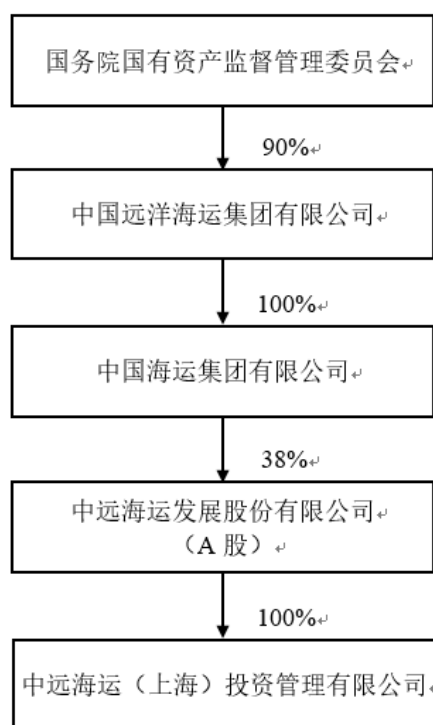 国务院国有资产监督管理委员会
90%
中国远洋海运集团有限公司
100%
中国海运集团有限公司
38%
中远海运发展股份有限公司
（A 股）
100%
中远海运（上海）投资管理有限公司